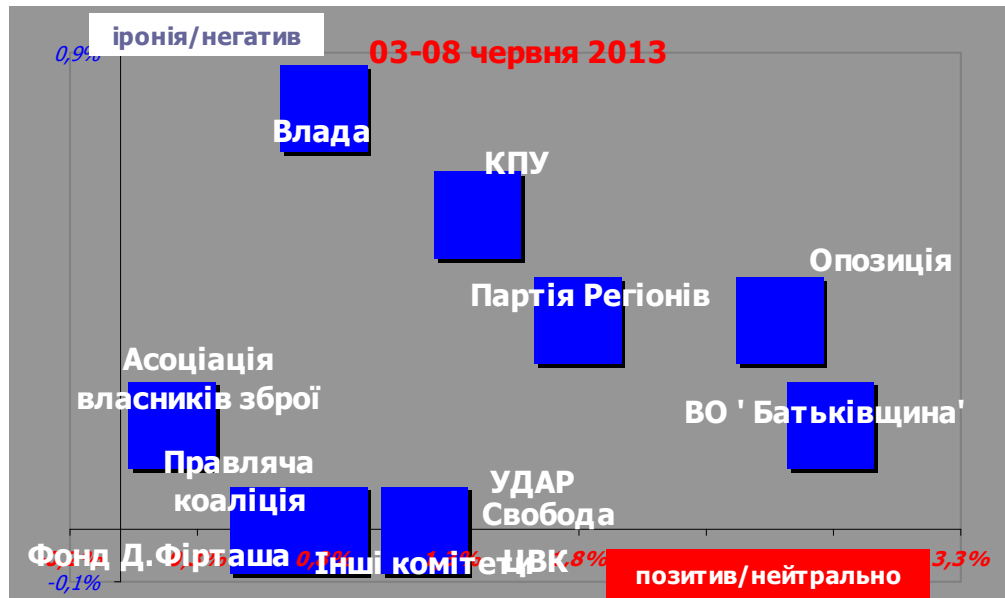 іронія/негатив
0,9%
03-08 червня 2013
Влада
КПУ
Опозиція
Партія Регіонів
Асоціація
власників зброї
ВО ' Батьківщина'
Правляча
коаліція
УДАР
Свобода
Фонд Д.Фірташа
Інші комітети
ЦВК
3,3%
позитив/нейтрально
-0,1%